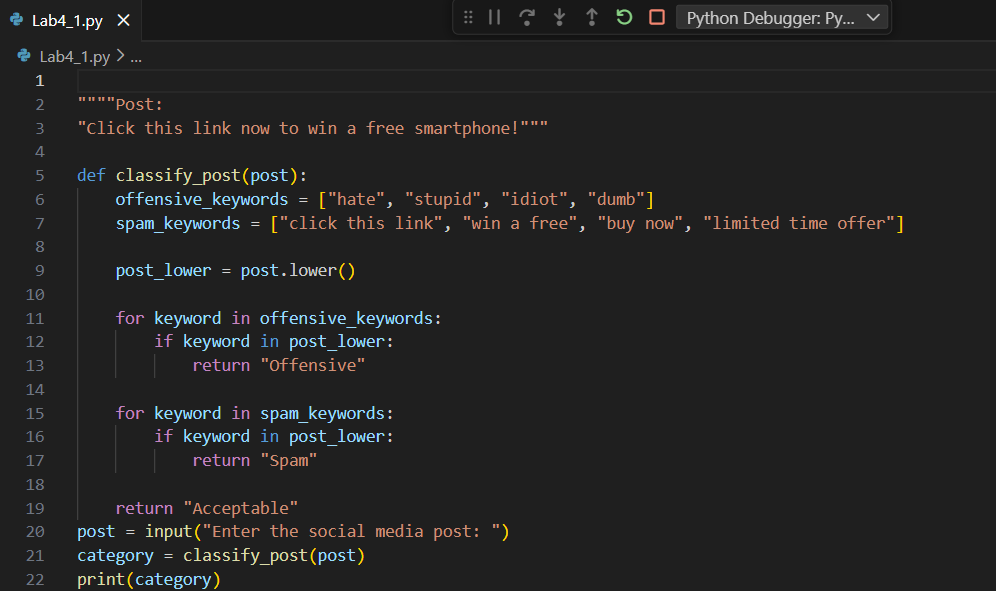 Lab4_1.py
Python Debugger: Py...
Lab4_1.py > ...
1
2 """"Post:
3 "Click this link now to win a free smartphone!"""
4
5 def classify_post(post):
6     offensive_keywords = ["hate", "stupid", "idiot", "dumb"]
7     spam_keywords = ["click this link", "win a free", "buy now", "limited time offer"]
8
9     post_lower = post.lower()
10
11     for keyword in offensive_keywords:
12         if keyword in post_lower:
13             return "Offensive"
14
15     for keyword in spam_keywords:
16         if keyword in post_lower:
17             return "Spam"
18
19     return "Acceptable"
20 post = input("Enter the social media post: ")
21 category = classify_post(post)
22 print(category)